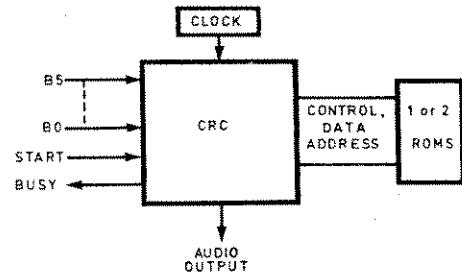 CLOCK
B5
B0
START
BUSY
CRC
CONTROL,
DATA
ADDRESS
1 or 2
ROMS
AUDIO
OUTPUT